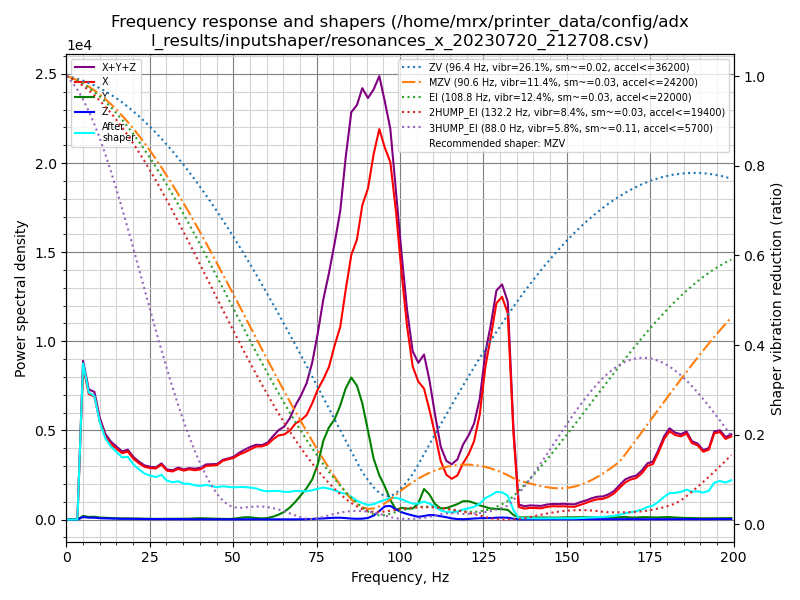 Frequency response and shapers (/home/mrx/printer_data/config/adx
l_results/inputshaper/resonances_x_20230720_212708.csv)
1e4
X+Y+Z
X
Y
Z
After
shaper
ZV (96.4 Hz, vibr=26.1%, sm~=0.02, accel<=36200)
MZV (90.6 Hz, vibr=11.4%, sm~=0.03, accel<=24200)
EI (108.8 Hz, vibr=12.4%, sm~=0.03, accel<=22000)
2HUMP_EI (132.2 Hz, vibr=8.4%, sm~=0.03, accel<=19400)
3HUMP_EI (88.0 Hz, vibr=5.8%, sm~=0.11, accel<=5700)
Recommended shaper: MZV
2.5
2.0
1.5
1.0
0.5
0.0
Power spectral density
1.0
0.8
0.6
0.4
0.2
0.0
Shaper vibration reduction (ratio)
0 25 50 75 100 125 150 175 200
Frequency, Hz